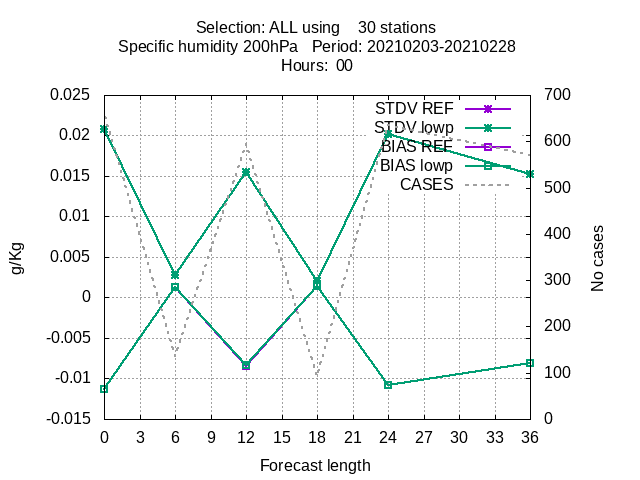 Selection: ALL using    30 stations
Specific humidity 200hPa   Period: 20210203-20210228
Hours:  00
0.025
0.02
0.015
0.01
0.005
0
-0.005
-0.01
-0.015
g/Kg
STDV REF
STDV lowp
BIAS REF
BIAS lowp
CASES
700
600
500
400
300
200
100
0
No cases
0 3 6 9 12 15 18 21 24 27 30 33 36
Forecast length